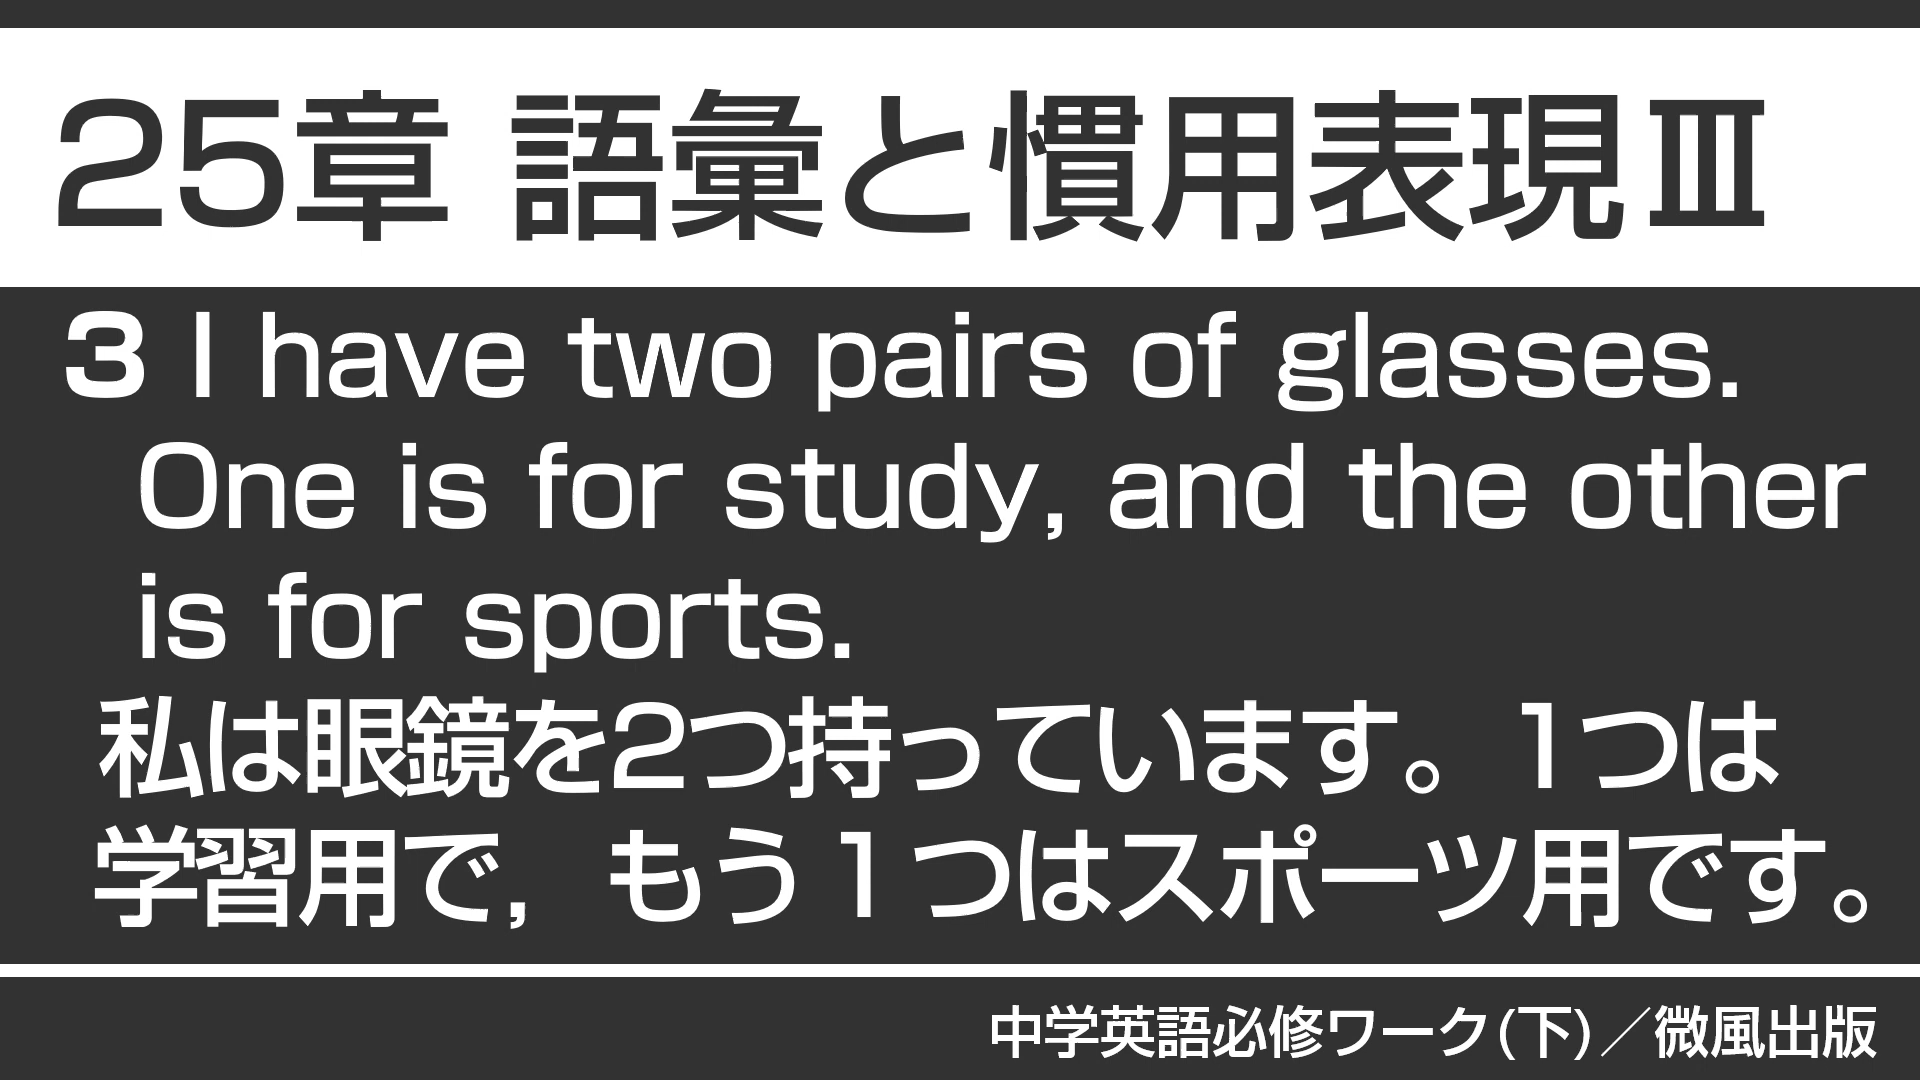 25章 語彙と慣用表現Ⅲ
3 I have two pairs of glasses.
One is for study, and the other
is for sports.
私は眼鏡を2つ持っています。1つは
学習用で，もう1つはスポーツ用です。
中学英語必修ワーク(下)／微風出版